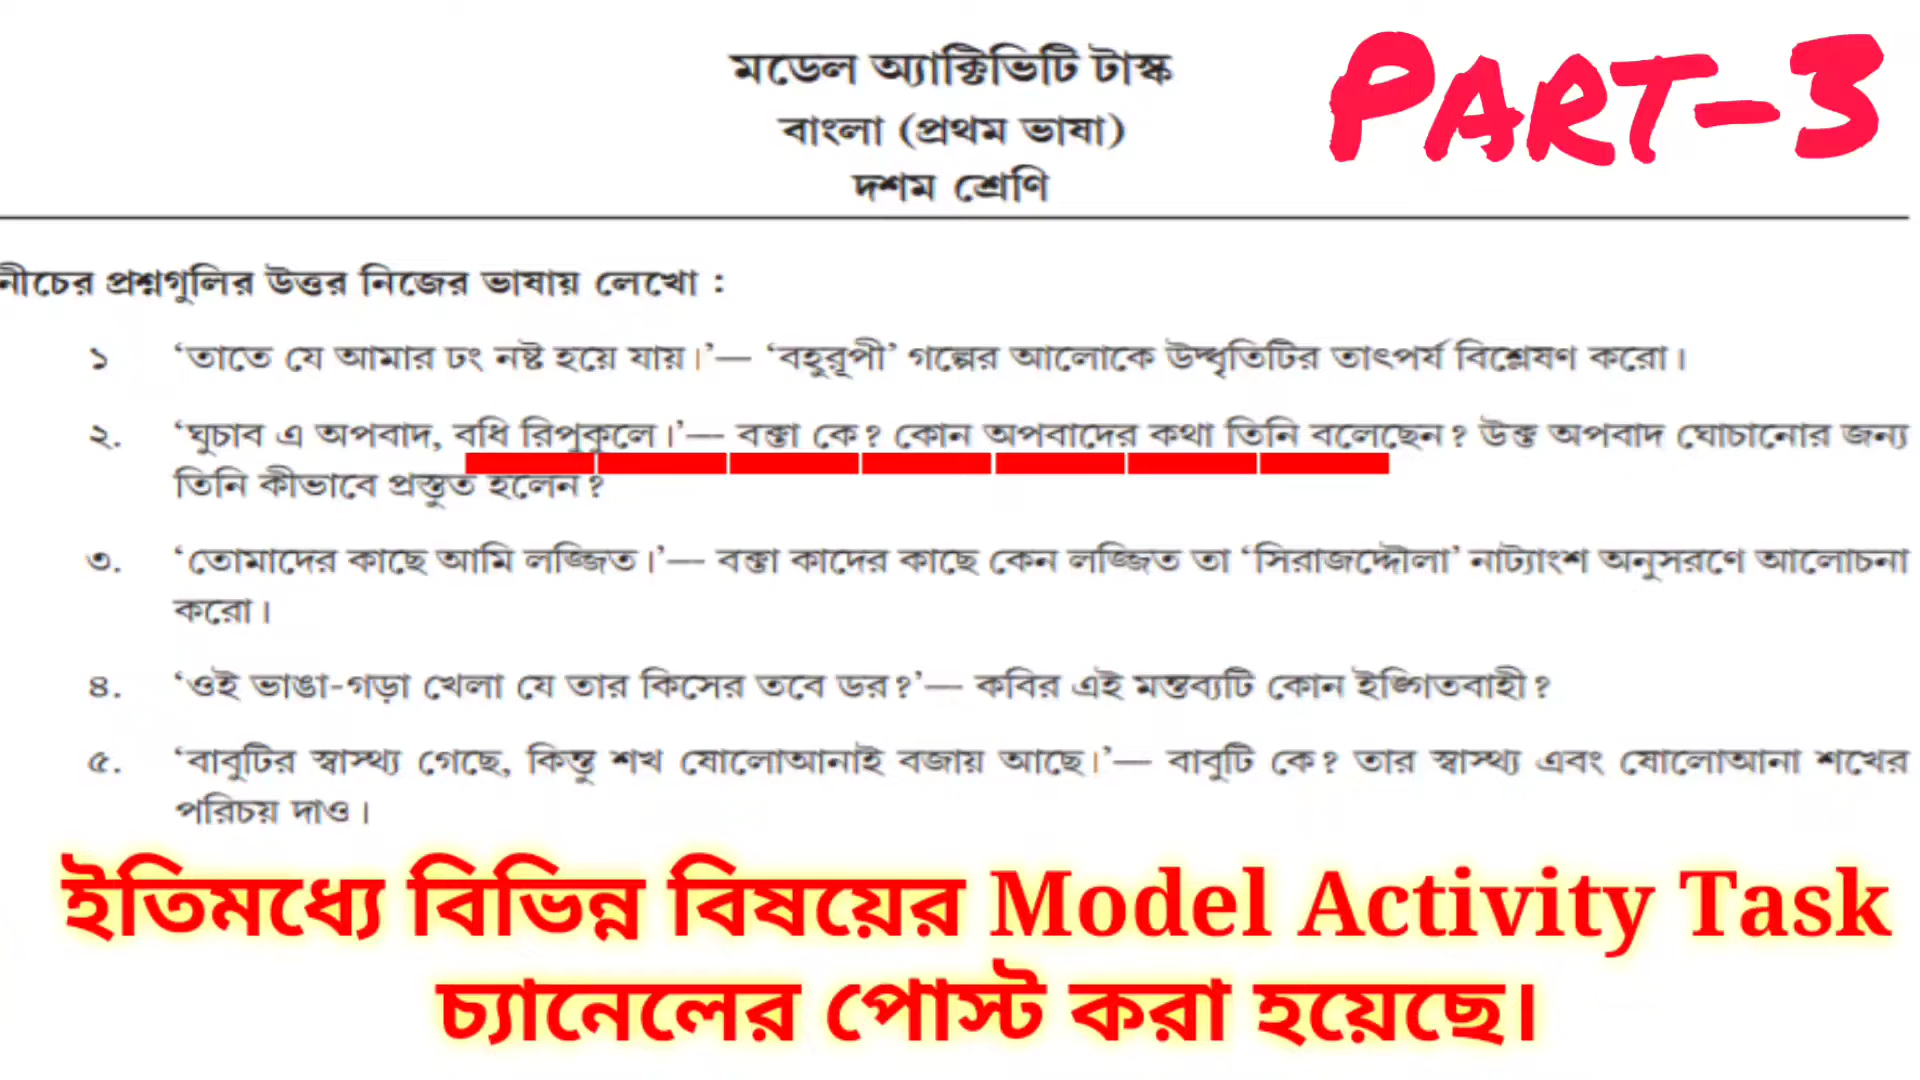 মডেল অ্যাক্টিভিটি টাস্ক
PART-3
বাংলা (প্রথম ভাষা)
দশম শ্রেণি
নীচের প্রশ্নগুলির উত্তর নিজের ভাষায় লেখো :
১ ‘তাতে যে আমার ঢং নষ্ট হয়ে যায়।’— ‘বহুরূপী’ গল্পের আলোকে উদ্ধৃতিটির তাৎপর্য বিশ্লেষণ করো।
২. ‘ঘুচাব এ অপবাদ, বধি রিপুকুলে।’— বক্তা কে? কোন অপবাদের কথা তিনি বলেছেন? উক্ত অপবাদ ঘোচানোর জন্য
তিনি কীভাবে প্রস্তুত হলেন?
৩. ‘তোমাদের কাছে আমি লজ্জিত।’— বক্তা কাদের কাছে কেন লজ্জিত তা ‘সিরাজদ্দৌলা’ নাট্যাংশ অনুসরণে আলোচনা
করো।
৪. ‘ওই ভাঙা-গড়া খেলা যে তার কিসের তবে ডর?’— কবির এই মন্তব্যটি কোন ইঙ্গিতবাহী?
৫. ‘বাবুটির স্বাস্থ্য গেছে, কিন্তু শখ ষোলোআনাই বজায় আছে।’— বাবুটি কে? তার স্বাস্থ্য এবং ষোলোআনা শখের
পরিচয় দাও।
ইতিমধ্যে বিভিন্ন বিষয়ের Model Activity Task
চ্যানেলের পোস্ট করা হয়েছে।